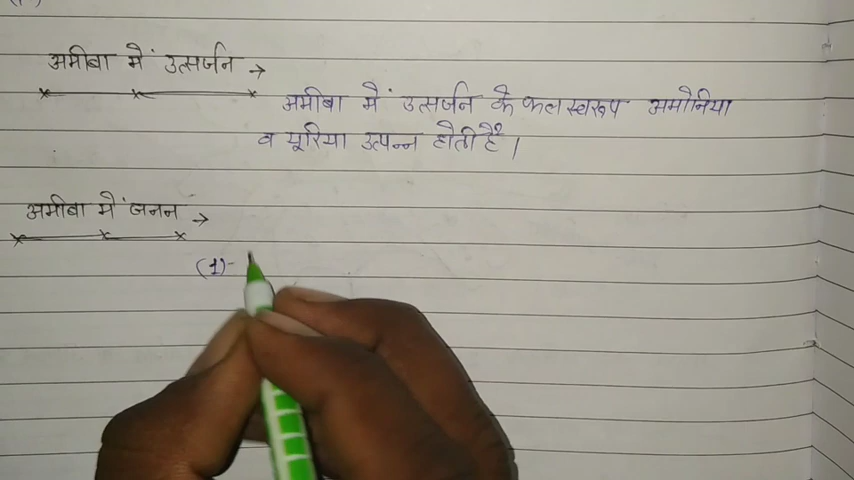 अमीबा में उत्सर्जन →
अमीबा में उत्सर्जन के फलस्वरूप अमोनिया
व यूरिया उत्पन्न होती है।
अमीबा में जनन →
(1)-